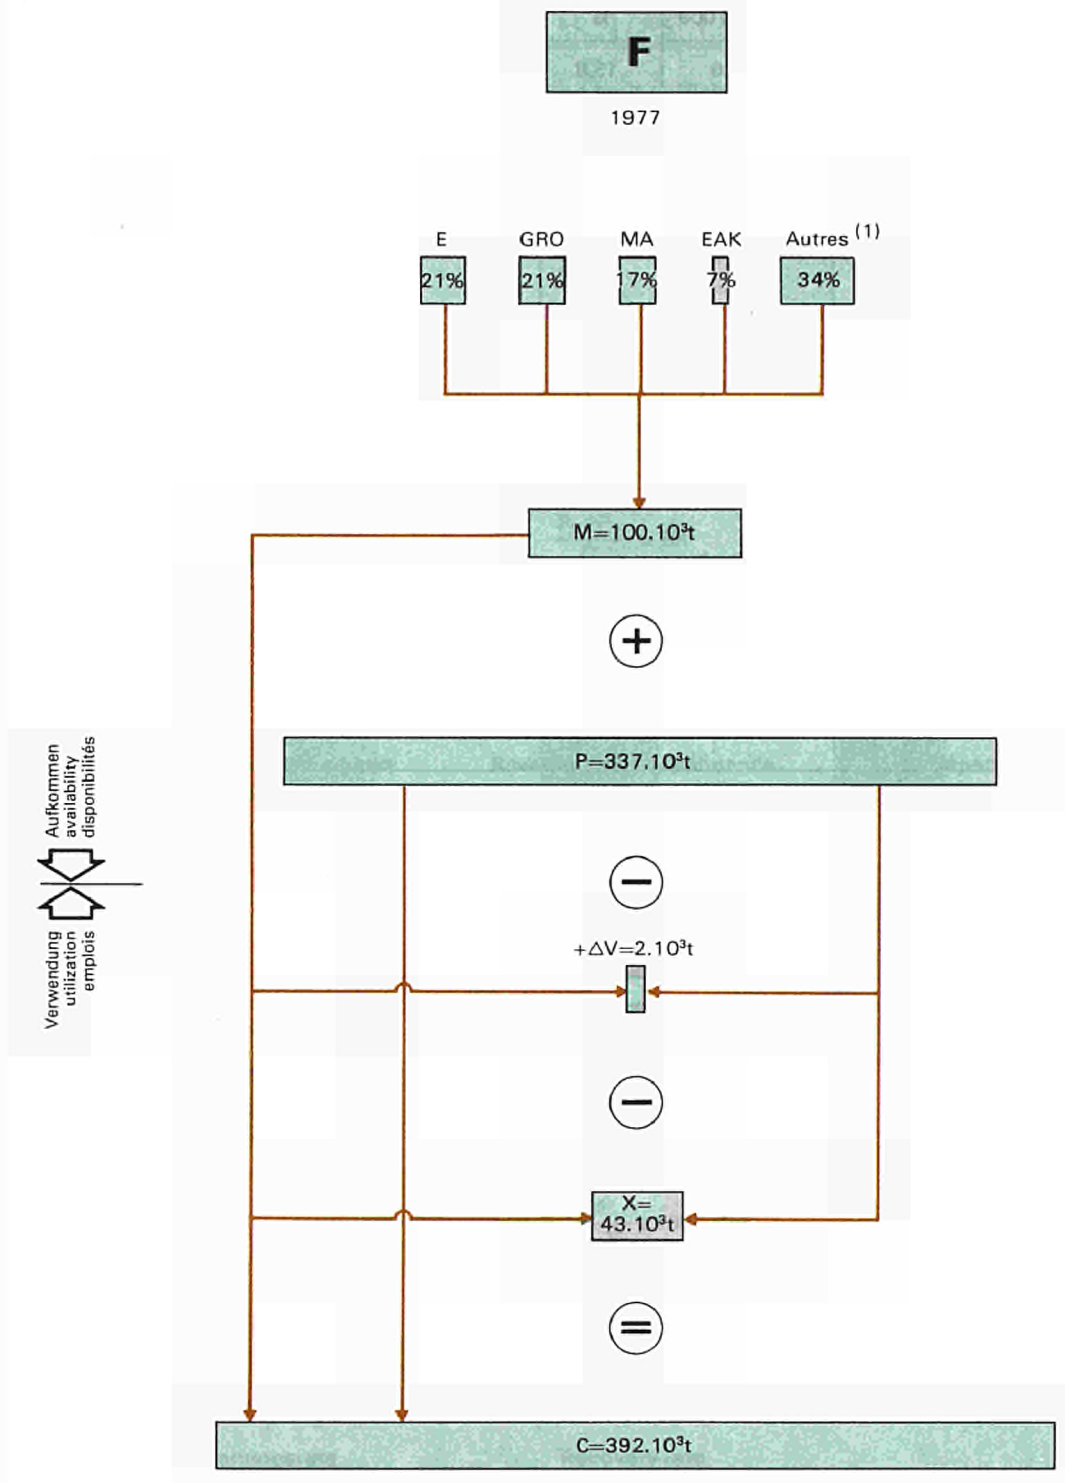 F
1977
E GRO MA EAK Autres (1)
21% 21% 17% 7% 34%
M=100.10³t
+
P=337.10³t
Aufkommen
availability
disponibilités
−
+△V=2.10³t
Verwendung
utilization
emplois
−
X=
43.10³t
=
C=392.10³t